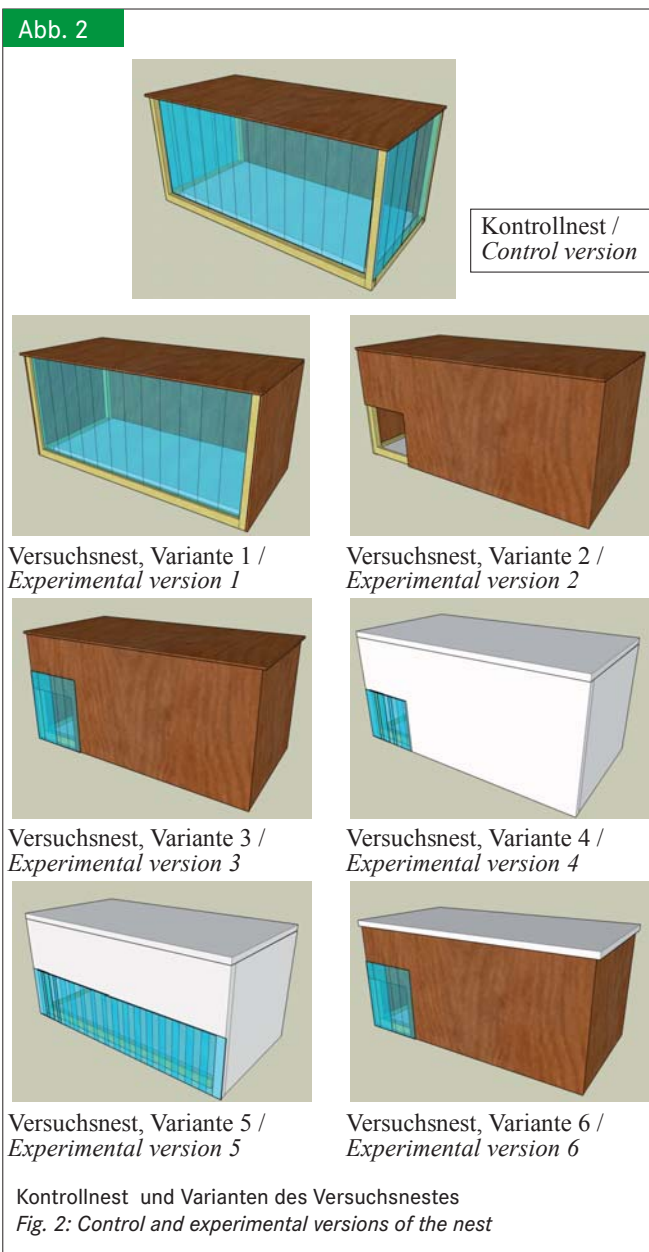 Abb. 2
Kontrollnest /
Control version
Versuchsnest, Variante 1 /
Experimental version 1
Versuchsnest, Variante 2 /
Experimental version 2
Versuchsnest, Variante 3 /
Experimental version 3
Versuchsnest, Variante 4 /
Experimental version 4
Versuchsnest, Variante 5 /
Experimental version 5
Versuchsnest, Variante 6 /
Experimental version 6
Kontrollnest und Varianten des Versuchsnestes
Fig. 2: Control and experimental versions of the nest